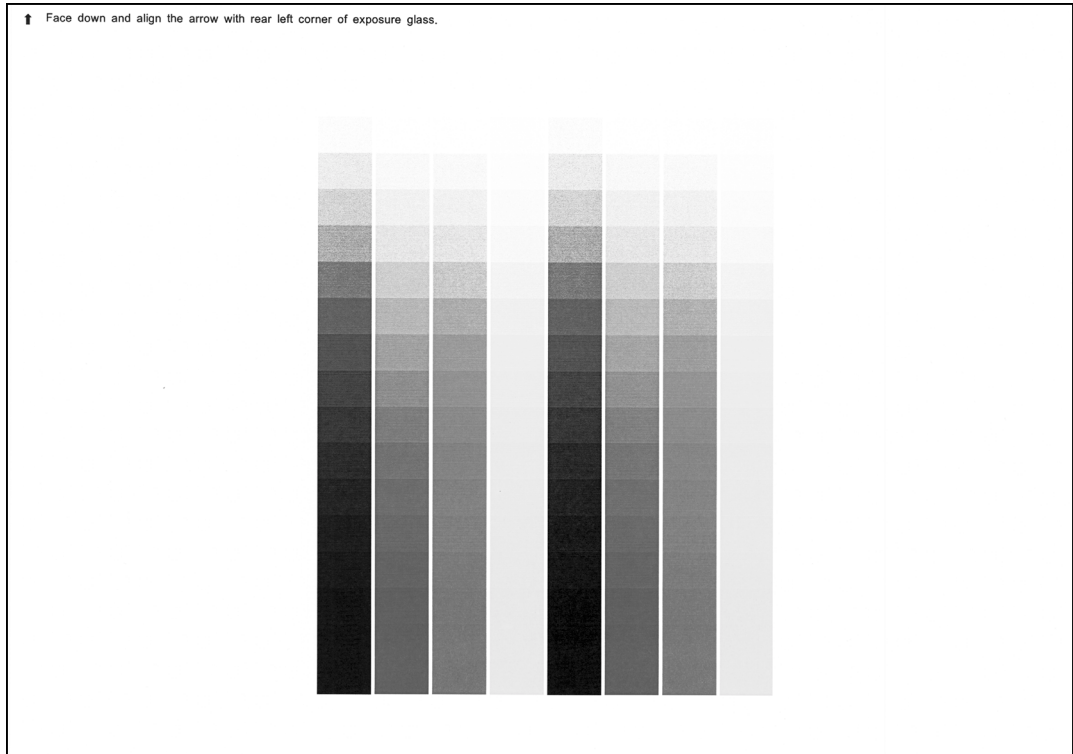 Face down and align the arrow with rear left corner of exposure glass.